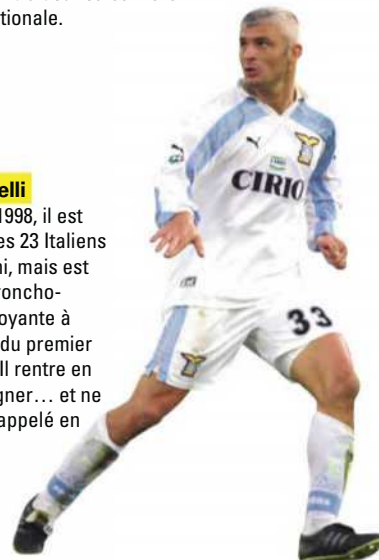 tionale.
elli
1998, il est
es 23 Italiens
ni, mais est
roncho-
oyante à
du premier
Il rentre en
gner… et ne
appelé en
CIRIO
33